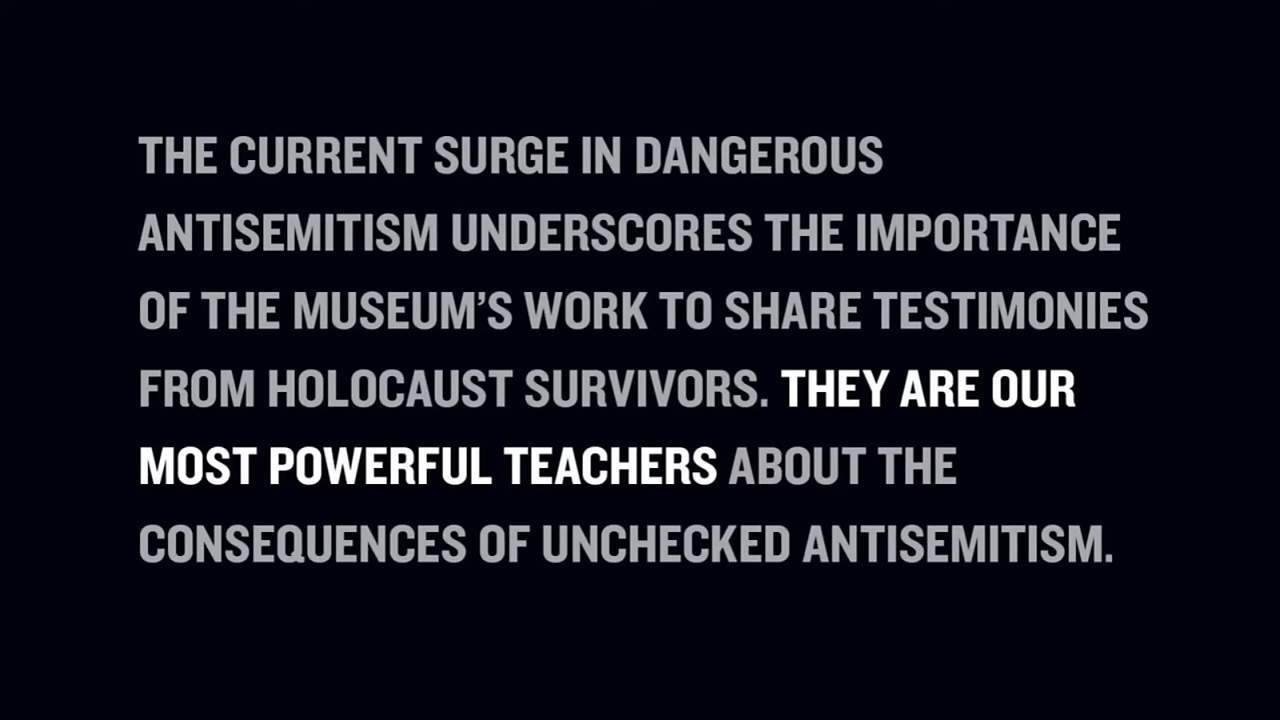 THE CURRENT SURGE IN DANGEROUS
ANTISEMITISM UNDERSCORES THE IMPORTANCE
OF THE MUSEUM’S WORK TO SHARE TESTIMONIES
FROM HOLOCAUST SURVIVORS. THEY ARE OUR
MOST POWERFUL TEACHERS ABOUT THE
CONSEQUENCES OF UNCHECKED ANTISEMITISM.